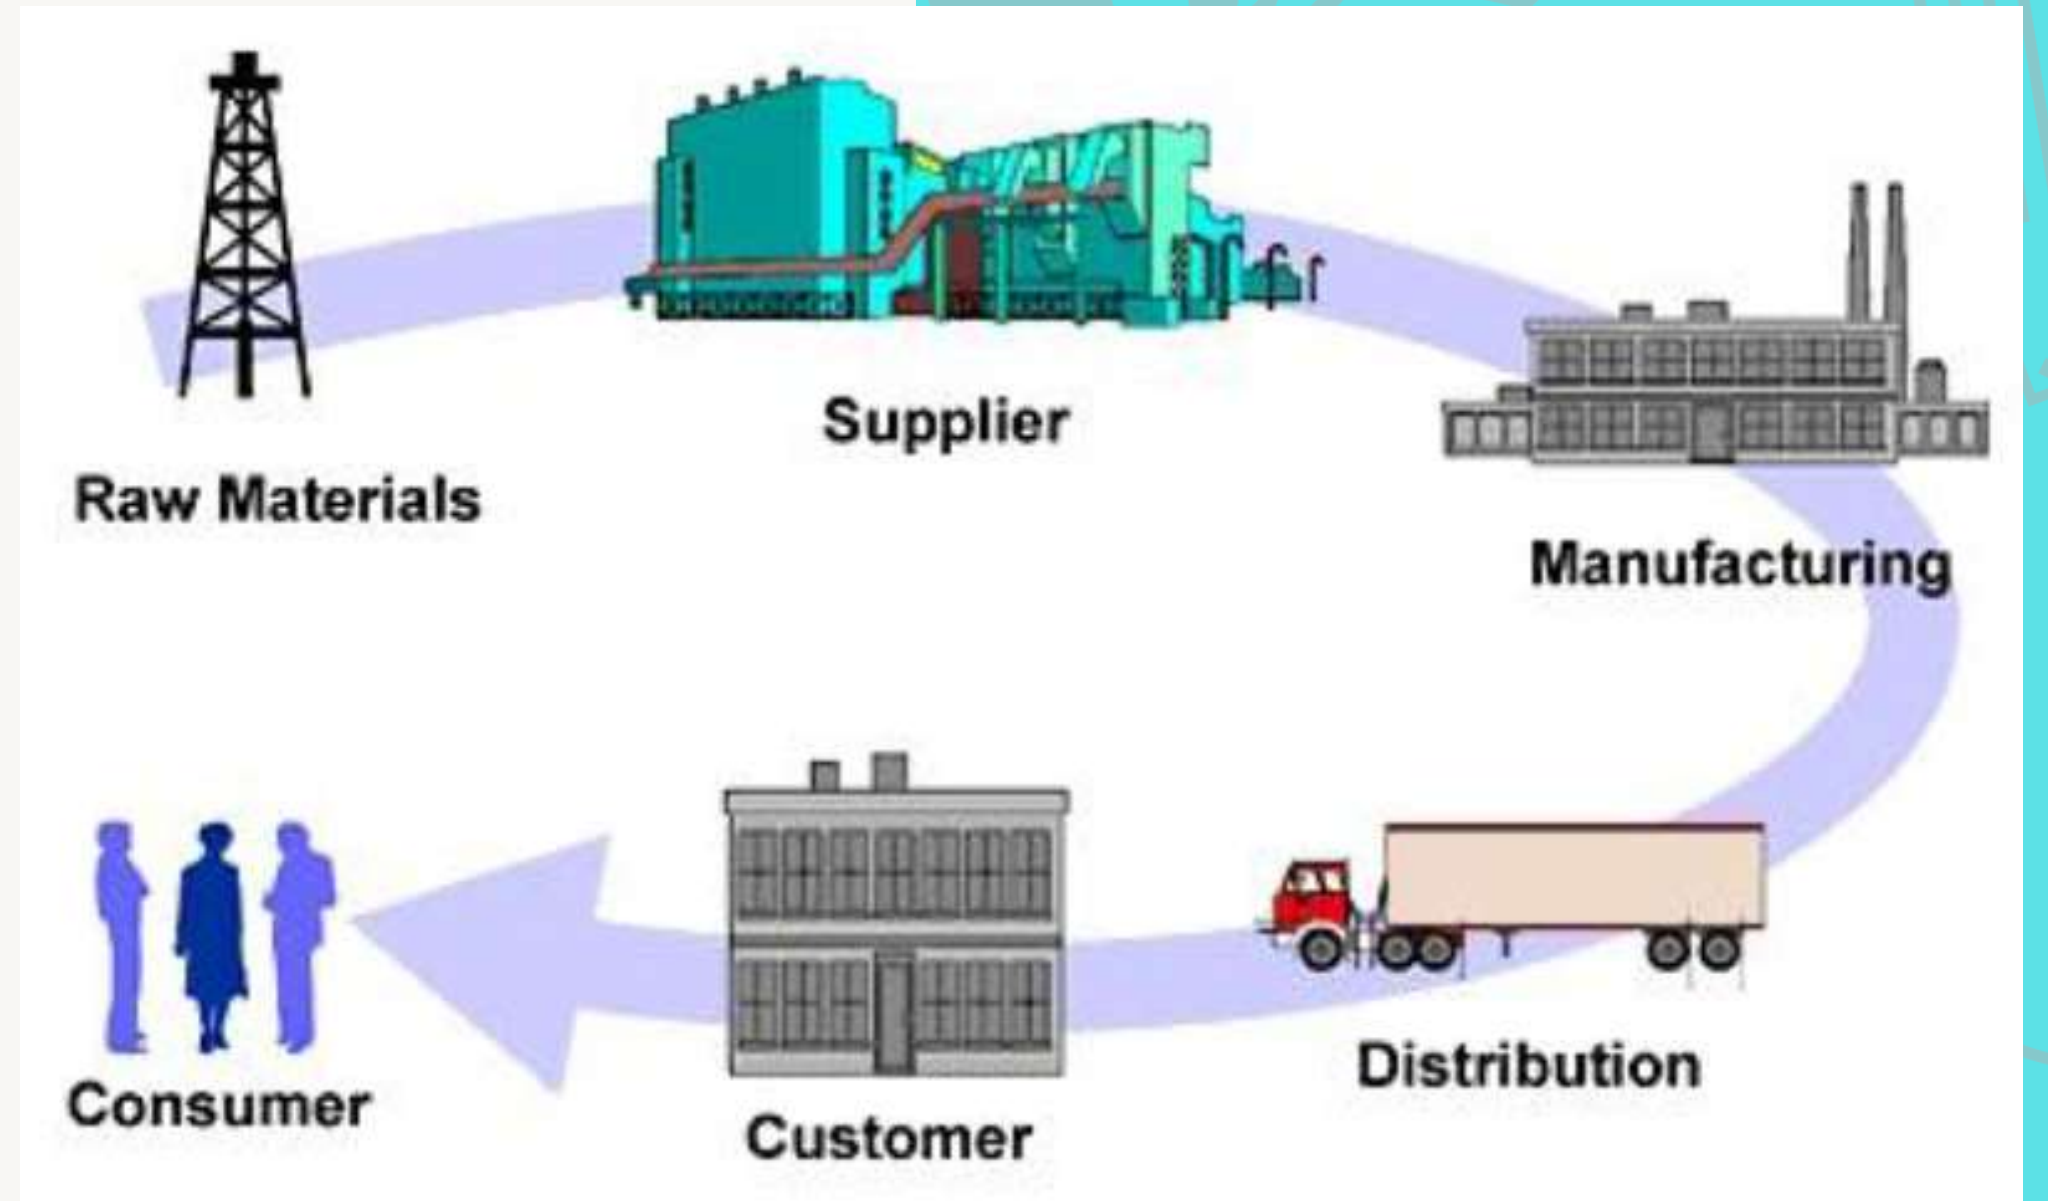 Raw Materials
Supplier
Manufacturing
Distribution
Customer
Consumer